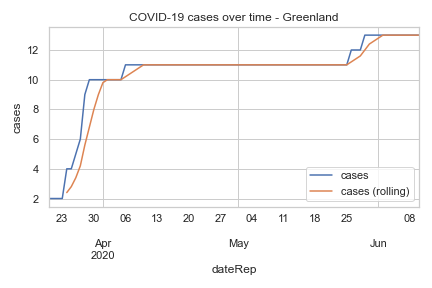 COVID-19 cases over time - Greenland
cases
12
10
8
6
4
2
cases
cases (rolling)
23 30 06 13 20 27 04 11 18 25 08
Apr May Jun
2020
dateRep